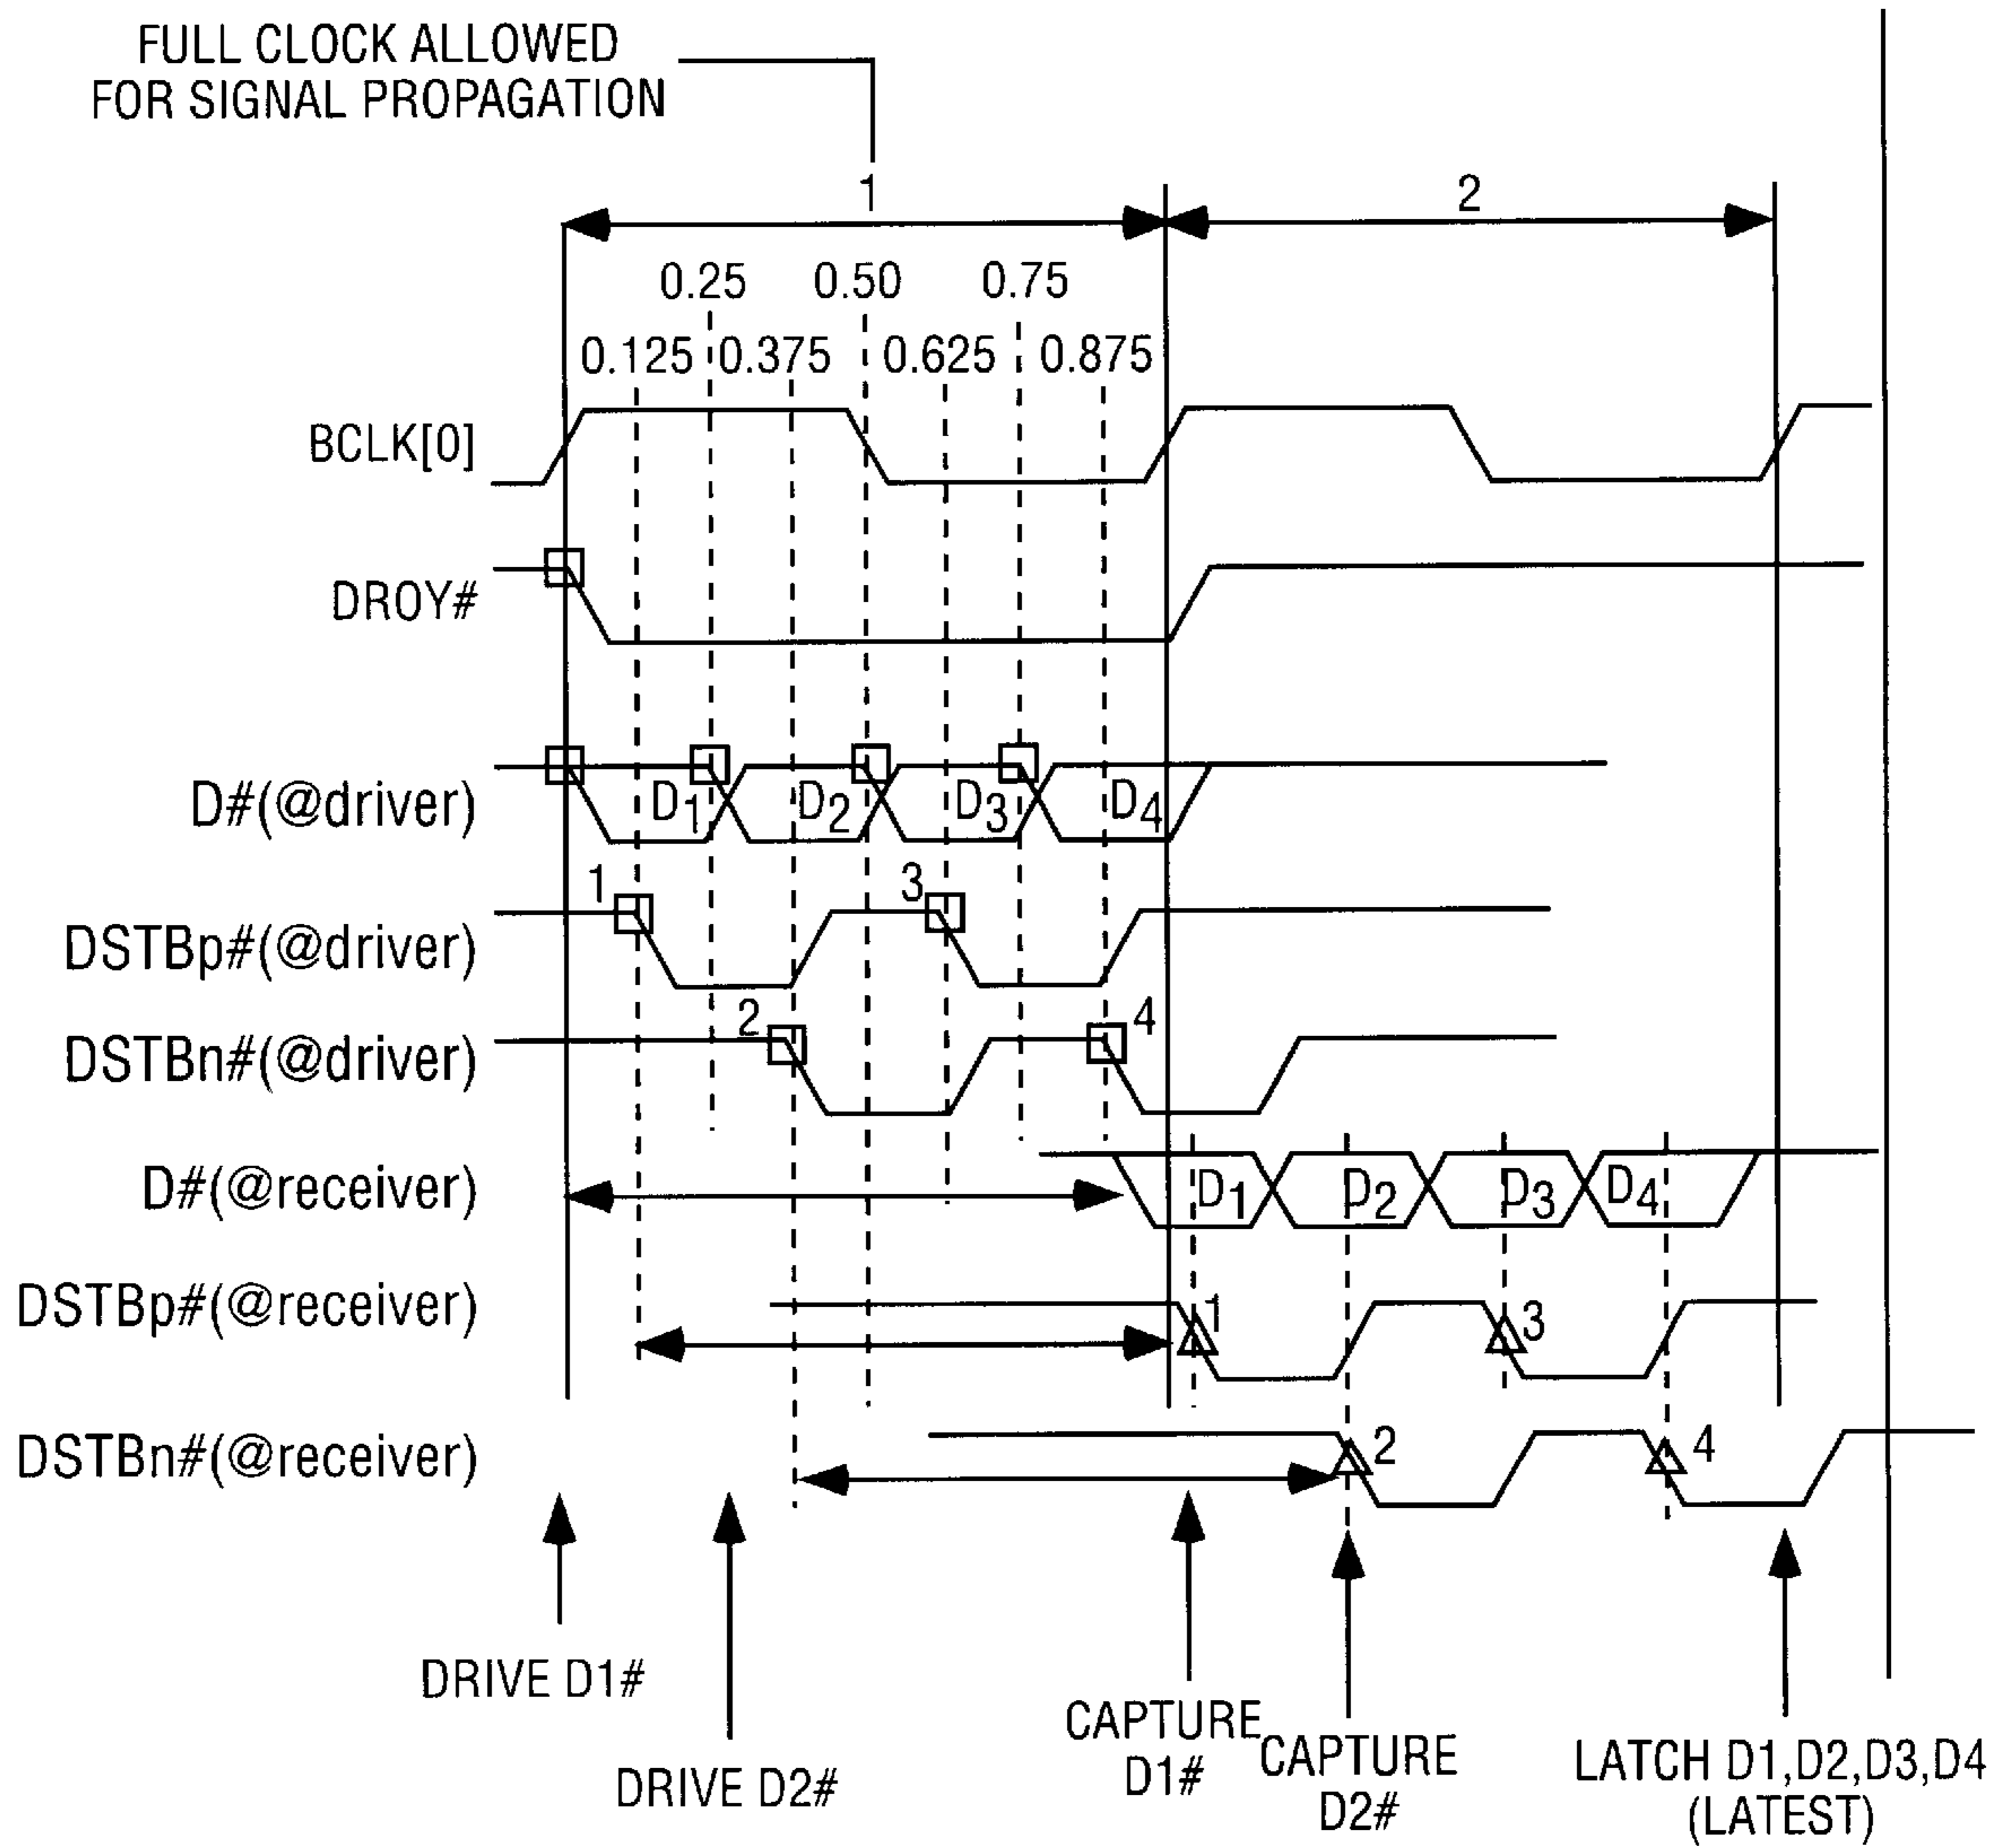 FULL CLOCK ALLOWED
FOR SIGNAL PROPAGATION
1
2
0.25
0.50
0.75
0.125
0.375
0.625
0.875
BCLK[0]
DROY#
D#(@driver)
D1
D2
D3
D4
DSTBp#(@driver)
1
3
DSTBn#(@driver)
2
4
D#(@receiver)
D1
D2
D3
D4
DSTBp#(@receiver)
1
3
DSTBn#(@receiver)
2
4
DRIVE D1#
DRIVE D2#
CAPTURE
D1#
CAPTURE
D2#
LATCH D1,D2,D3,D4
(LATEST)